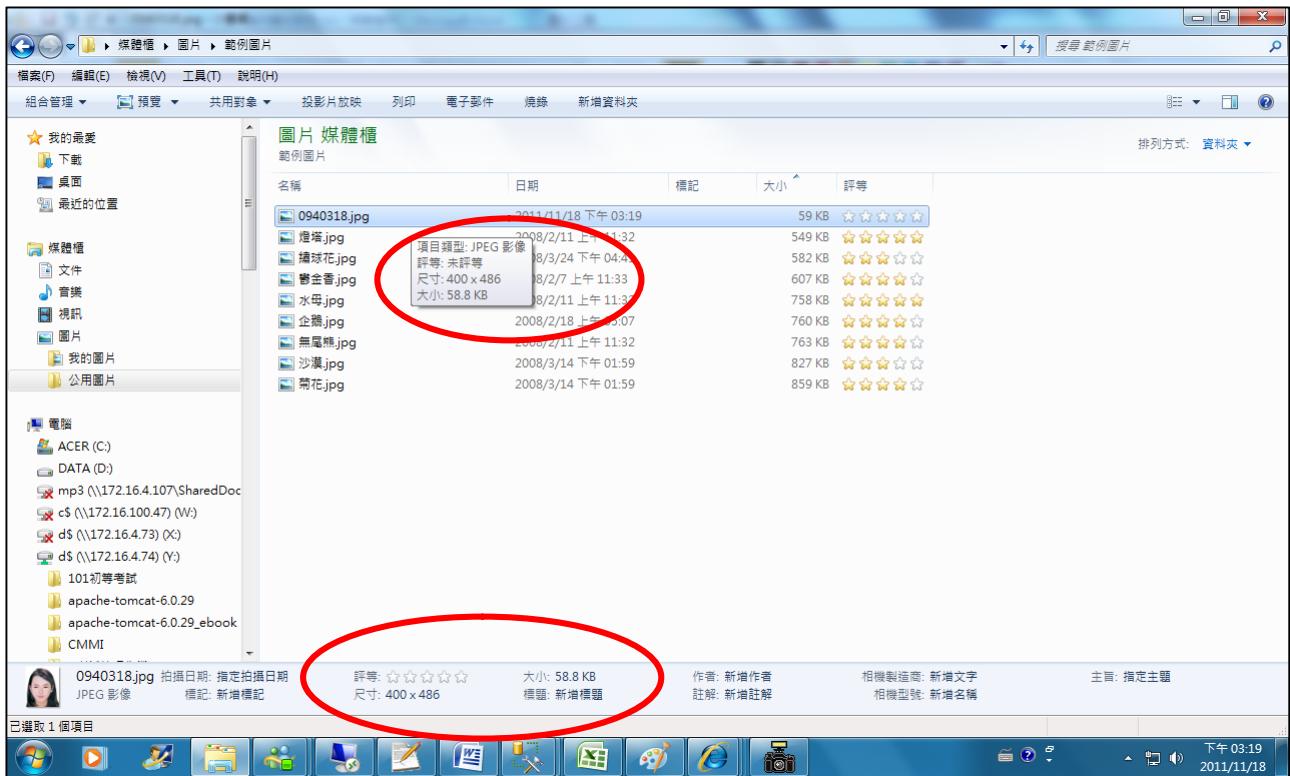 媒體櫃 ▸ 圖片 ▸ 範例圖片
搜尋 範例圖片
檔案(F) 編輯(E) 檢視(V) 工具(T) 說明(H)
組合管理 預覽 共用對象 投影片放映 列印 電子郵件 燒錄 新增資料夾
我的最愛
下載
桌面
最近的位置
媒體櫃
文件
音樂
視訊
圖片
我的圖片
公用圖片
電腦
ACER (C:)
DATA (D:)
mp3 (\\172.16.4.107\SharedDoc
c$ (\\172.16.100.47) (W:)
d$ (\\172.16.4.73) (X:)
d$ (\\172.16.4.74) (Y:)
101初等考試
apache-tomcat-6.0.29
apache-tomcat-6.0.29_ebook
CMMI
圖片 媒體櫃
範例圖片
排列方式: 資料夾
名稱 日期 標記 大小 評等
0940318.jpg 2011/11/18 下午 03:19 59 KB
燈塔.jpg 2008/2/11 上午 11:32 549 KB
繡球花.jpg 08/3/24 下午 04:41 582 KB
鬱金香.jpg 08/2/7 上午 11:33 607 KB
水母.jpg 2008/2/11 上午 11:32 758 KB
企鵝.jpg 2008/2/18 上午 05:07 760 KB
無尾熊.jpg 2008/2/11 上午 11:32 763 KB
沙漠.jpg 2008/3/14 下午 01:59 827 KB
菊花.jpg 2008/3/14 下午 01:59 859 KB
項目類型: JPEG 影像
評等: 未評等
尺寸: 400 x 486
大小: 58.8 KB
0940318.jpg 拍攝日期: 指定拍攝日期 評等: 大小: 58.8 KB 作者: 新增作者 相機製造商: 新增文字 主旨: 指定主題
JPEG 影像 標記: 新增標記 尺寸: 400 x 486 標題: 新增標題 註解: 新增註解 相機型號: 新增名稱
已選取 1 個項目
下午 03:19
2011/11/18